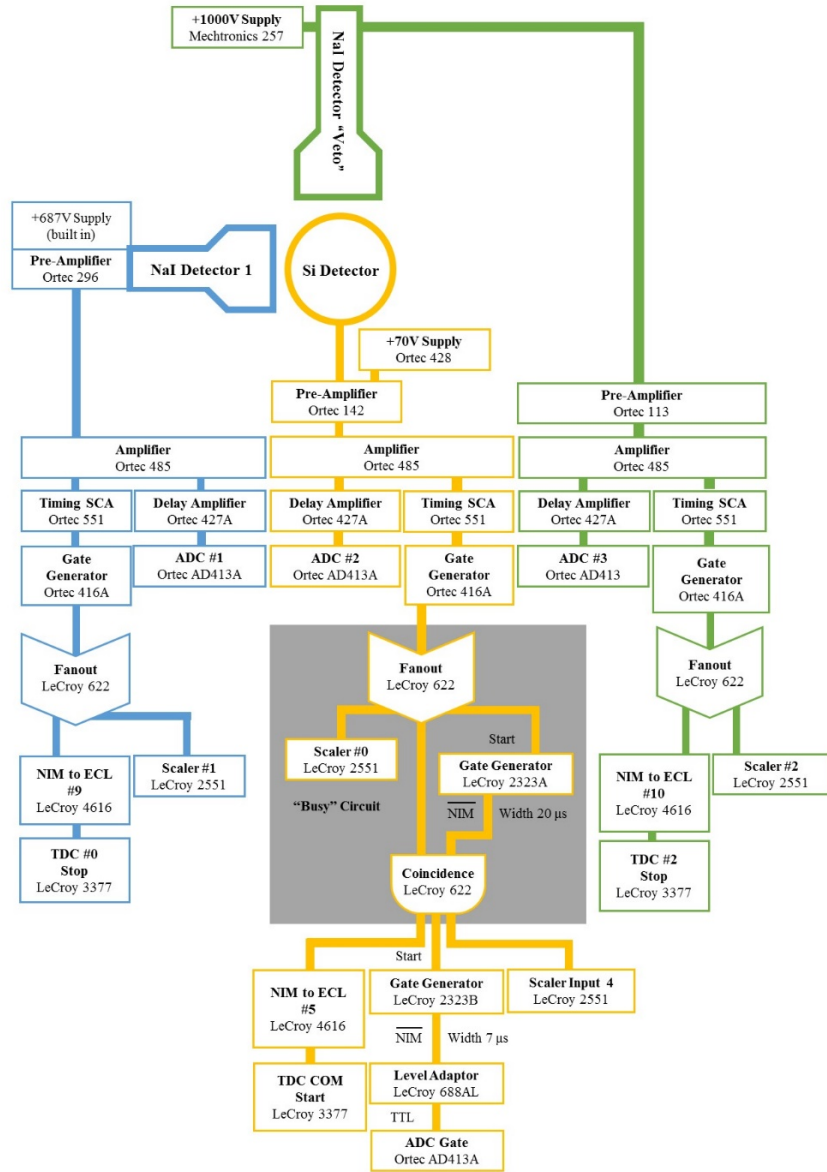 +1000V Supply
Mechtronics 257
NaI Detector "Veto"
+687V Supply
(built in)
Pre-Amplifier
Ortec 296
NaI Detector 1
Si Detector
+70V Supply
Ortec 428
Pre-Amplifier
Ortec 142
Pre-Amplifier
Ortec 113
Amplifier
Ortec 485
Amplifier
Ortec 485
Amplifier
Ortec 485
Timing SCA
Ortec 551
Delay Amplifier
Ortec 427A
Delay Amplifier
Ortec 427A
Timing SCA
Ortec 551
Delay Amplifier
Ortec 427A
Timing SCA
Ortec 551
Gate
Generator
Ortec 416A
ADC #1
Ortec AD413A
ADC #2
Ortec AD413A
Gate
Generator
Ortec 416A
ADC #3
Ortec AD413
Gate
Generator
Ortec 416A
Fanout
LeCroy 622
Fanout
LeCroy 622
Fanout
LeCroy 622
NIM to ECL
#9
LeCroy 4616
Scaler #1
LeCroy 2551
Scaler #0
LeCroy 2551
Start
Gate Generator
LeCroy 2323A
NIM to ECL
#10
LeCroy 4616
Scaler #2
LeCroy 2551
"Busy" Circuit
NIM
Width 20 μs
TDC #0
Stop
LeCroy 3377
Coincidence
LeCroy 622
TDC #2
Stop
LeCroy 3377
Start
NIM to ECL
#5
LeCroy 4616
Gate Generator
LeCroy 2323B
Scaler Input 4
LeCroy 2551
NIM
Width 7 μs
TDC COM
Start
LeCroy 3377
Level Adaptor
LeCroy 688AL
TTL
ADC Gate
Ortec AD413A